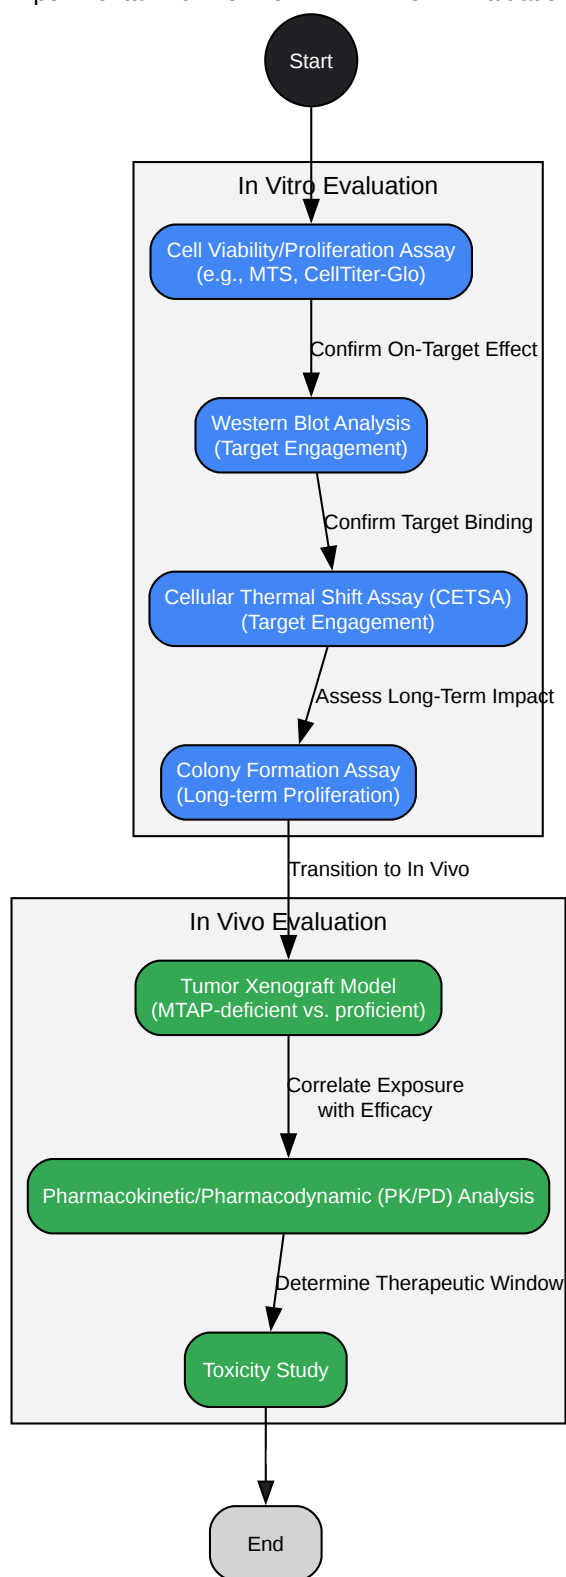 Start
In Vitro Evaluation
Cell Viability/Proliferation Assay
(e.g., MTS, CellTiter-Glo)
Confirm On-Target Effect
Western Blot Analysis
(Target Engagement)
Confirm Target Binding
Cellular Thermal Shift Assay (CETSA)
(Target Engagement)
Assess Long-Term Impact
Colony Formation Assay
(Long-term Proliferation)
Transition to In Vivo
In Vivo Evaluation
Tumor Xenograft Model
(MTAP-deficient vs. proficient)
Correlate Exposure
with Efficacy
Pharmacokinetic/Pharmacodynamic (PK/PD) Analysis
Determine Therapeutic Window
Toxicity Study
End